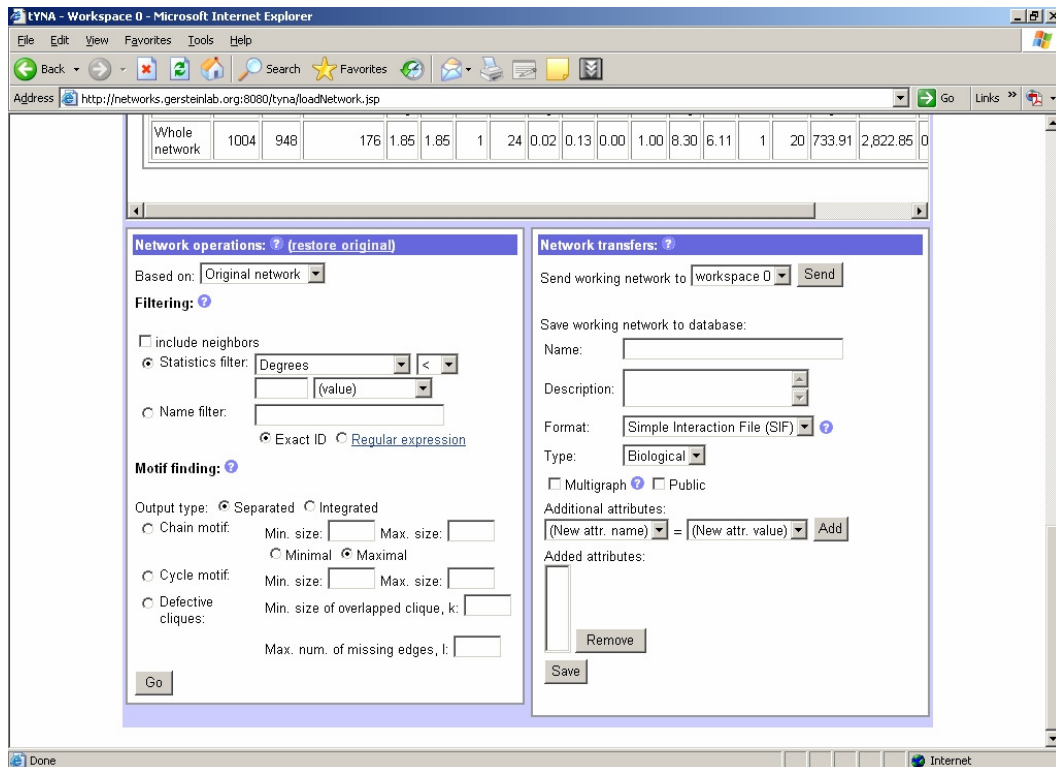 tYNA - Workspace 0 - Microsoft Internet Explorer
File Edit View Favorites Tools Help
Back Search Favorites
Address http://networks.gersteinlab.org:8080/tyna/loadNetwork.jsp Go Links »
Whole network 1004 948 176 1.85 1.85 1 24 0.02 0.13 0.00 1.00 8.30 6.11 1 20 733.91 2,822.85 0
Network operations: ? (restore original)
Based on: Original network
Filtering: ?
include neighbors
Statistics filter: Degrees <
(value)
Name filter:
Exact ID Regular expression
Motif finding: ?
Output type: Separated Integrated
Chain motif: Min. size: Max. size:
Minimal Maximal
Cycle motif: Min. size: Max. size:
Defective cliques: Min. size of overlapped clique, k:
Max. num. of missing edges, l:
Go
Network transfers: ?
Send working network to workspace 0 Send
Save working network to database:
Name:
Description:
Format: Simple Interaction File (SIF) ?
Type: Biological
Multigraph ? Public
Additional attributes:
(New attr. name) = (New attr. value) Add
Added attributes:
Remove
Save
Done Internet